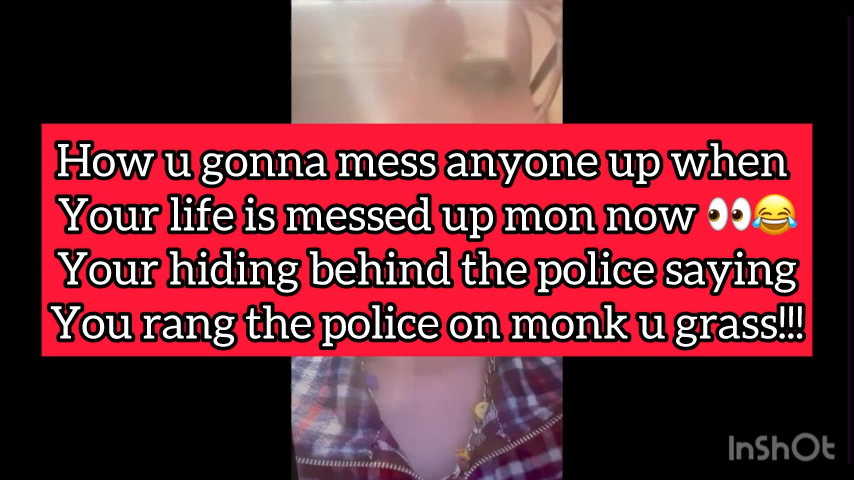 How u gonna mess anyone up when
Your life is messed up mon now 👀😂
Your hiding behind the police saying
You rang the police on monk u grass!!!
InShOt